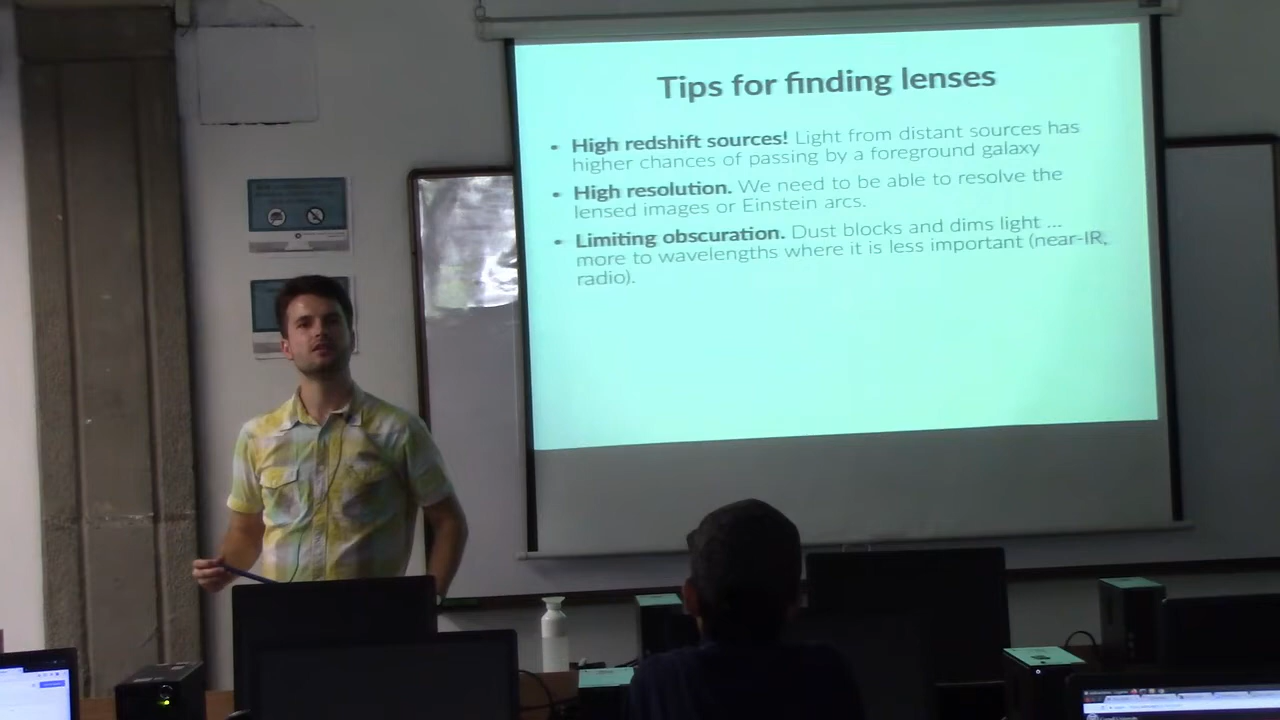 Tips for finding lenses
• High redshift sources! Light from distant sources has
higher chances of passing by a foreground galaxy
• High resolution. We need to be able to resolve the
lensed images or Einstein arcs.
• Limiting obscuration. Dust blocks and dims light ...
more to wavelengths where it is less important (near-IR,
radio).